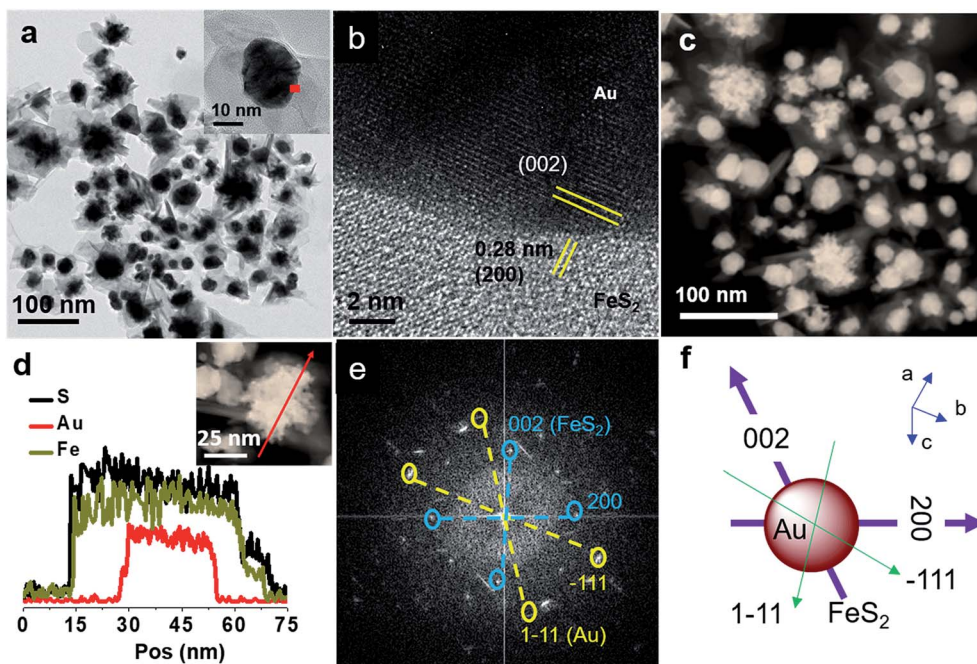 a
10 nm
100 nm
b
Au
(002)
0.28 nm
(200)
FeS₂
2 nm
c
100 nm
d
S
Au
Fe
25 nm
0 15 30 45 60 75
Pos (nm)
e
002 (FeS₂)
200
-111
1-11 (Au)
f
a
b
c
002
Au
200
-111
1-11
FeS₂